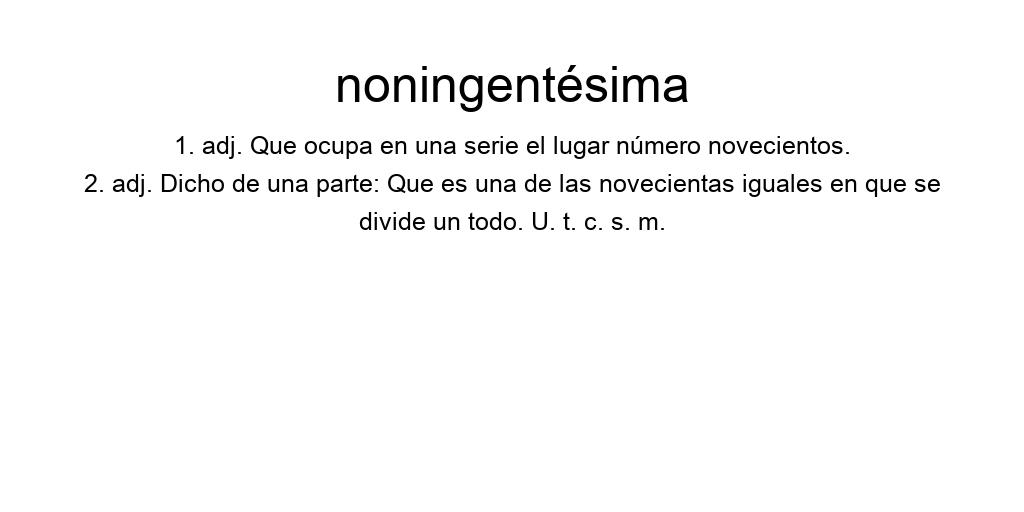 noningentésima
1. adj. Que ocupa en una serie el lugar número novecientos.
2. adj. Dicho de una parte: Que es una de las novecientas iguales en que se
divide un todo. U. t. c. s. m.